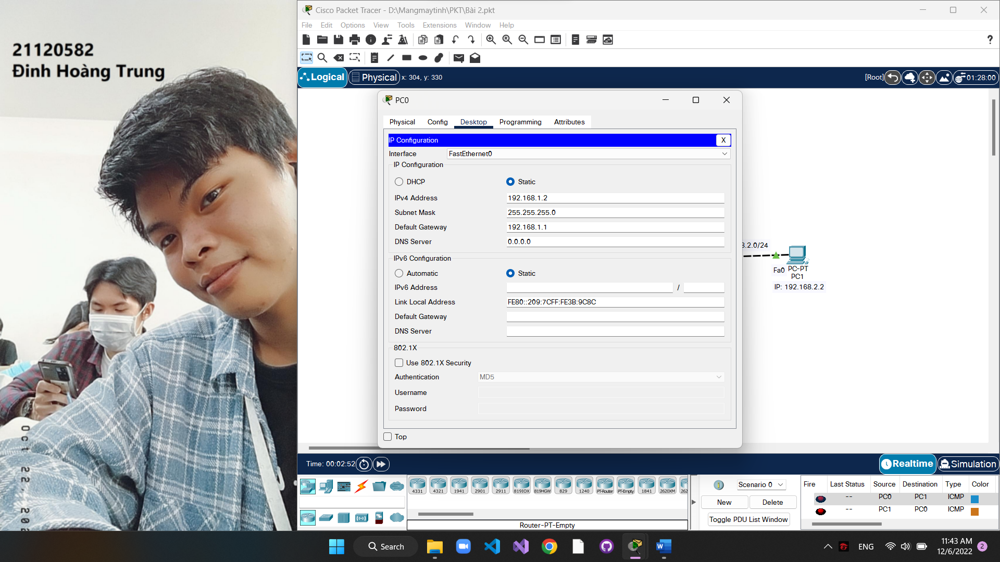 21120582
Đinh Hoàng Trung
Oct 22 20
Cisco Packet Tracer - D:\Mangmaytinh\PKT\Bài 2.pkt
File Edit Options View Tools Extensions Window Help
?
Logical Physical x: 304, y: 330
[Root] 01:28:00
PC0
Physical Config Desktop Programming Attributes
IP Configuration X
Interface FastEthernet0
IP Configuration
DHCP Static
IPv4 Address 192.168.1.2
Subnet Mask 255.255.255.0
Default Gateway 192.168.1.1
DNS Server 0.0.0.0
IPv6 Configuration
Automatic Static
IPv6 Address /
Link Local Address FE80::209:7CFF:FE3B:9C8C
Default Gateway
DNS Server
802.1X
Use 802.1X Security
Authentication MD5
Username
Password
Top
.2.0/24
Fa0 PC-PT
PC1
IP: 192.168.2.2
Time: 00:02:52
Realtime Simulation
4331 4321 1941 2901 2911 819IOX 819HGW 829 1240 PT-Router PT-Empty 1841 2620XM 262
Router-PT-Empty
Scenario 0
New Delete
Toggle PDU List Window
Fire Last Status Source Destination Type Color
-- PC0 PC1 ICMP
-- PC1 PC0 ICMP
Search
ENG
11:43 AM
12/6/2022
2